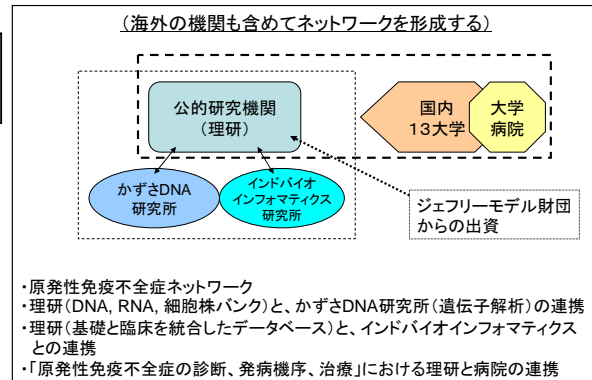 (海外の機関も含めてネットワークを形成する)
公的研究機関
(理研)
国内
13大学
大学
病院
かずさDNA
研究所
インドバイオ
インフォマティクス
研究所
ジェフリーモデル財団
からの出資
・原発性免疫不全症ネットワーク
・理研(DNA, RNA, 細胞株バンク)と、かずさDNA研究所(遺伝子解析)の連携
・理研(基礎と臨床を統合したデータベース)と、インドバイオインフォマティクス
との連携
・「原発性免疫不全症の診断、発病機序、治療」における理研と病院の連携